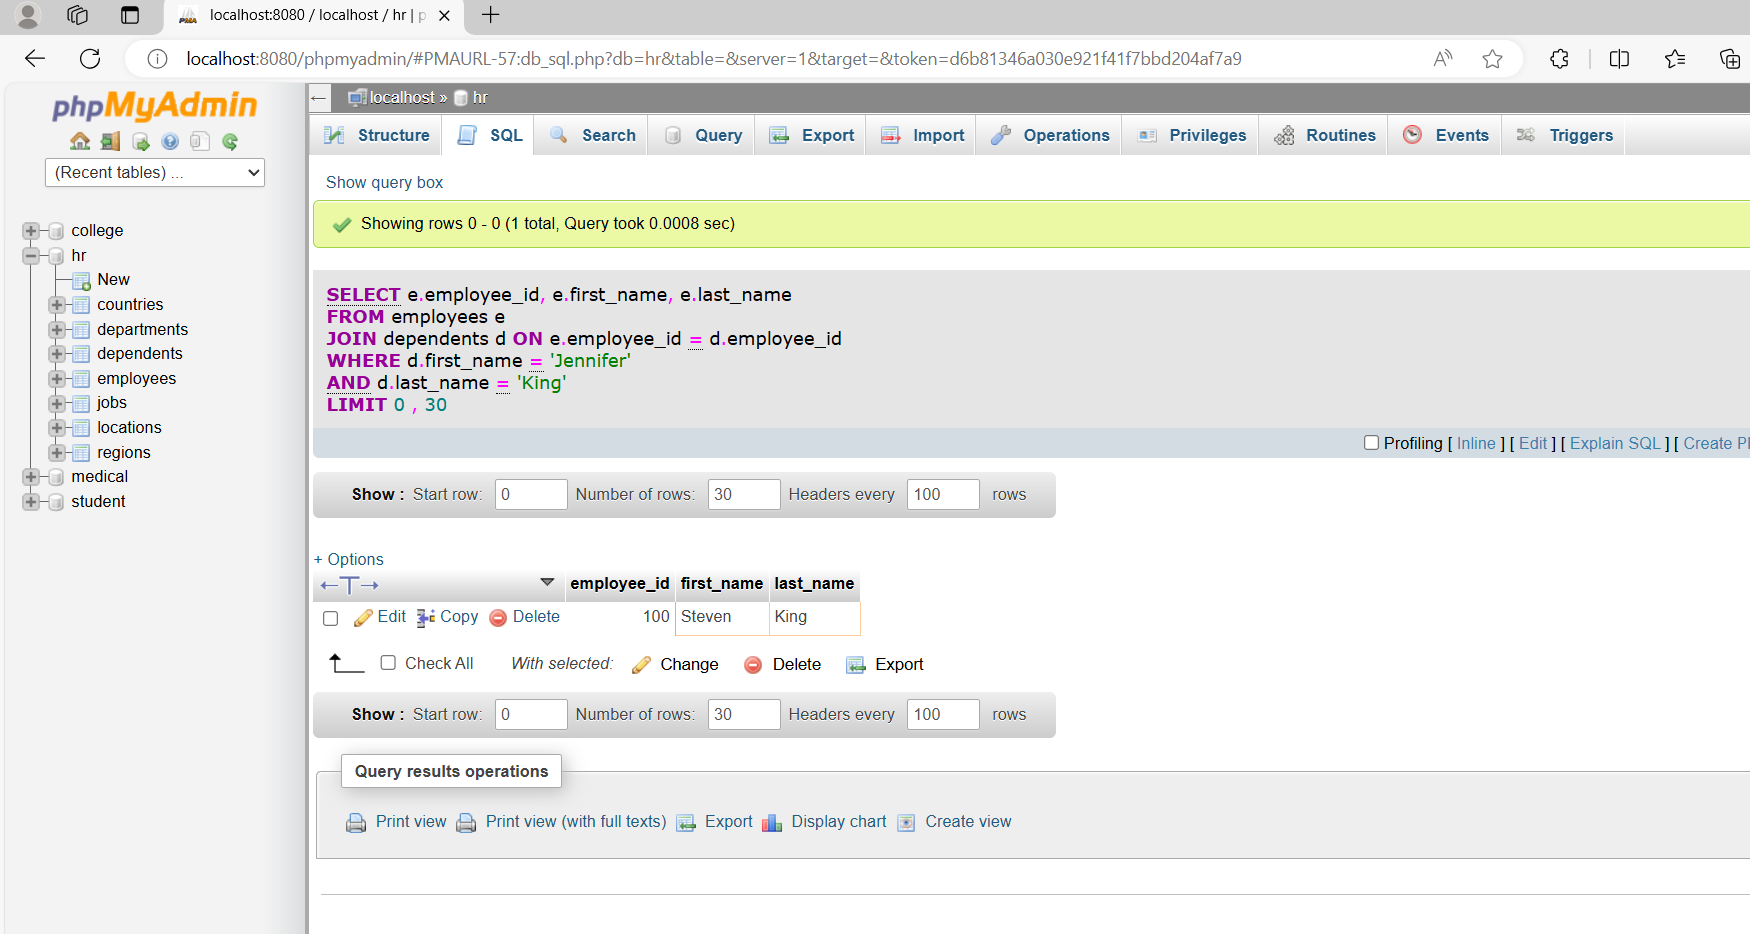 localhost:8080 / localhost / hr | p
localhost:8080/phpmyadmin/#PMAURL-57:db_sql.php?db=hr&table=&server=1&target=&token=d6b81346a030e921f41f7bbd204af7a9
phpMyAdmin
(Recent tables) ...
college
hr
New
countries
departments
dependents
employees
jobs
locations
regions
medical
student
localhost » hr
Structure SQL Search Query Export Import Operations Privileges Routines Events Triggers
Show query box
Showing rows 0 - 0 (1 total, Query took 0.0008 sec)
SELECT e.employee_id, e.first_name, e.last_name
FROM employees e
JOIN dependents d ON e.employee_id = d.employee_id
WHERE d.first_name = 'Jennifer'
AND d.last_name = 'King'
LIMIT 0 , 30
Profiling [ Inline ] [ Edit ] [ Explain SQL ] [ Create P
Show : Start row: 0 Number of rows: 30 Headers every 100 rows
+ Options
employee_id first_name last_name
Edit Copy Delete 100 Steven King
Check All With selected: Change Delete Export
Show : Start row: 0 Number of rows: 30 Headers every 100 rows
Query results operations
Print view Print view (with full texts) Export Display chart Create view